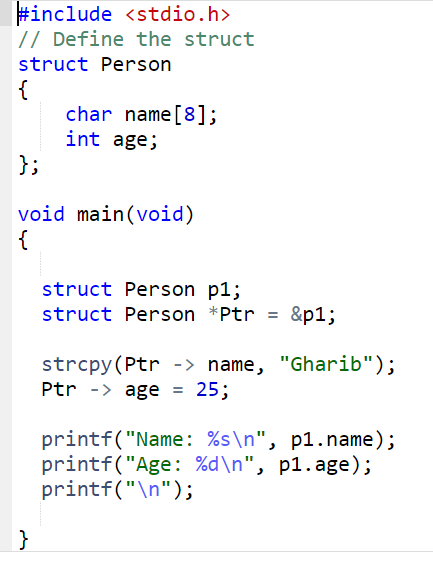 #include <stdio.h>
// Define the struct
struct Person
{
    char name[8];
    int age;
};

void main(void)
{

  struct Person p1;
  struct Person *Ptr = &p1;

  strcpy(Ptr -> name, "Gharib");
  Ptr -> age = 25;

  printf("Name: %s\n", p1.name);
  printf("Age: %d\n", p1.age);
  printf("\n");

}